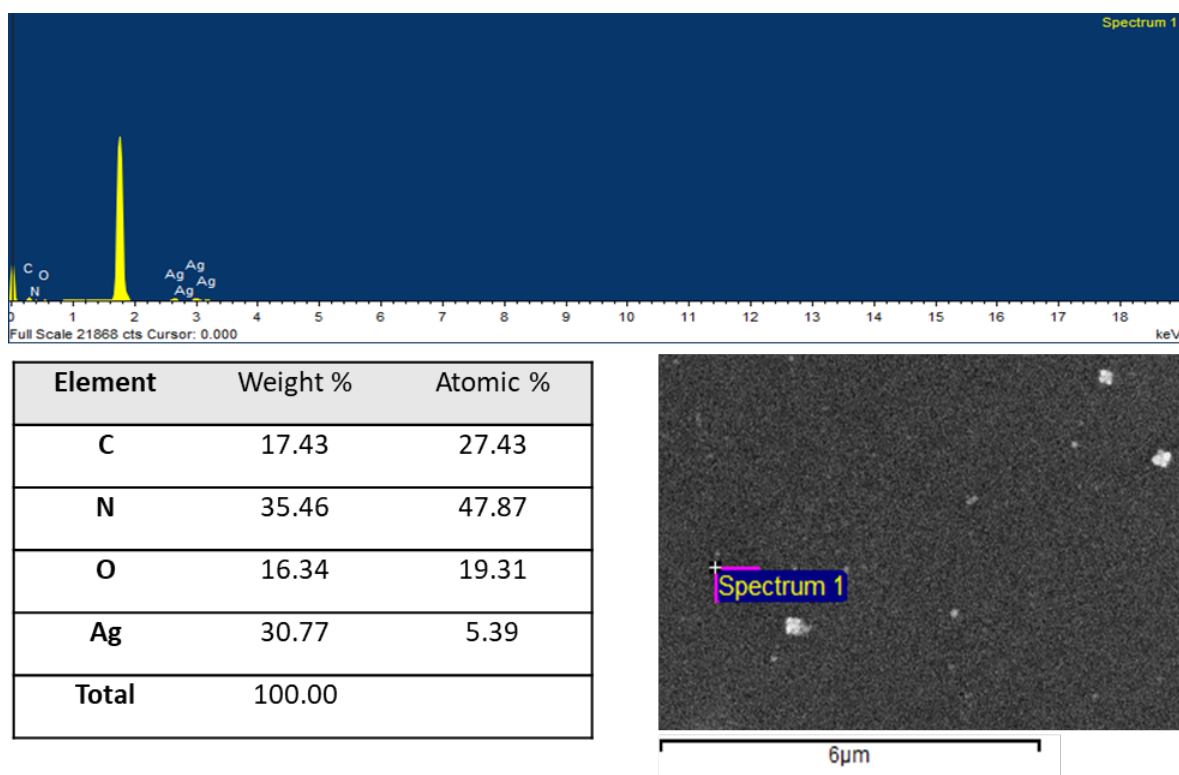 Spectrum 1
C O N Ag Ag Ag Ag
0 1 2 3 4 5 6 7 8 9 10 11 12 13 14 15 16 17 18
Full Scale 21868 cts Cursor: 0.000 keV
Element Weight % Atomic %
C 17.43 27.43
N 35.46 47.87
O 16.34 19.31
Ag 30.77 5.39
Total 100.00
Spectrum 1
6µm